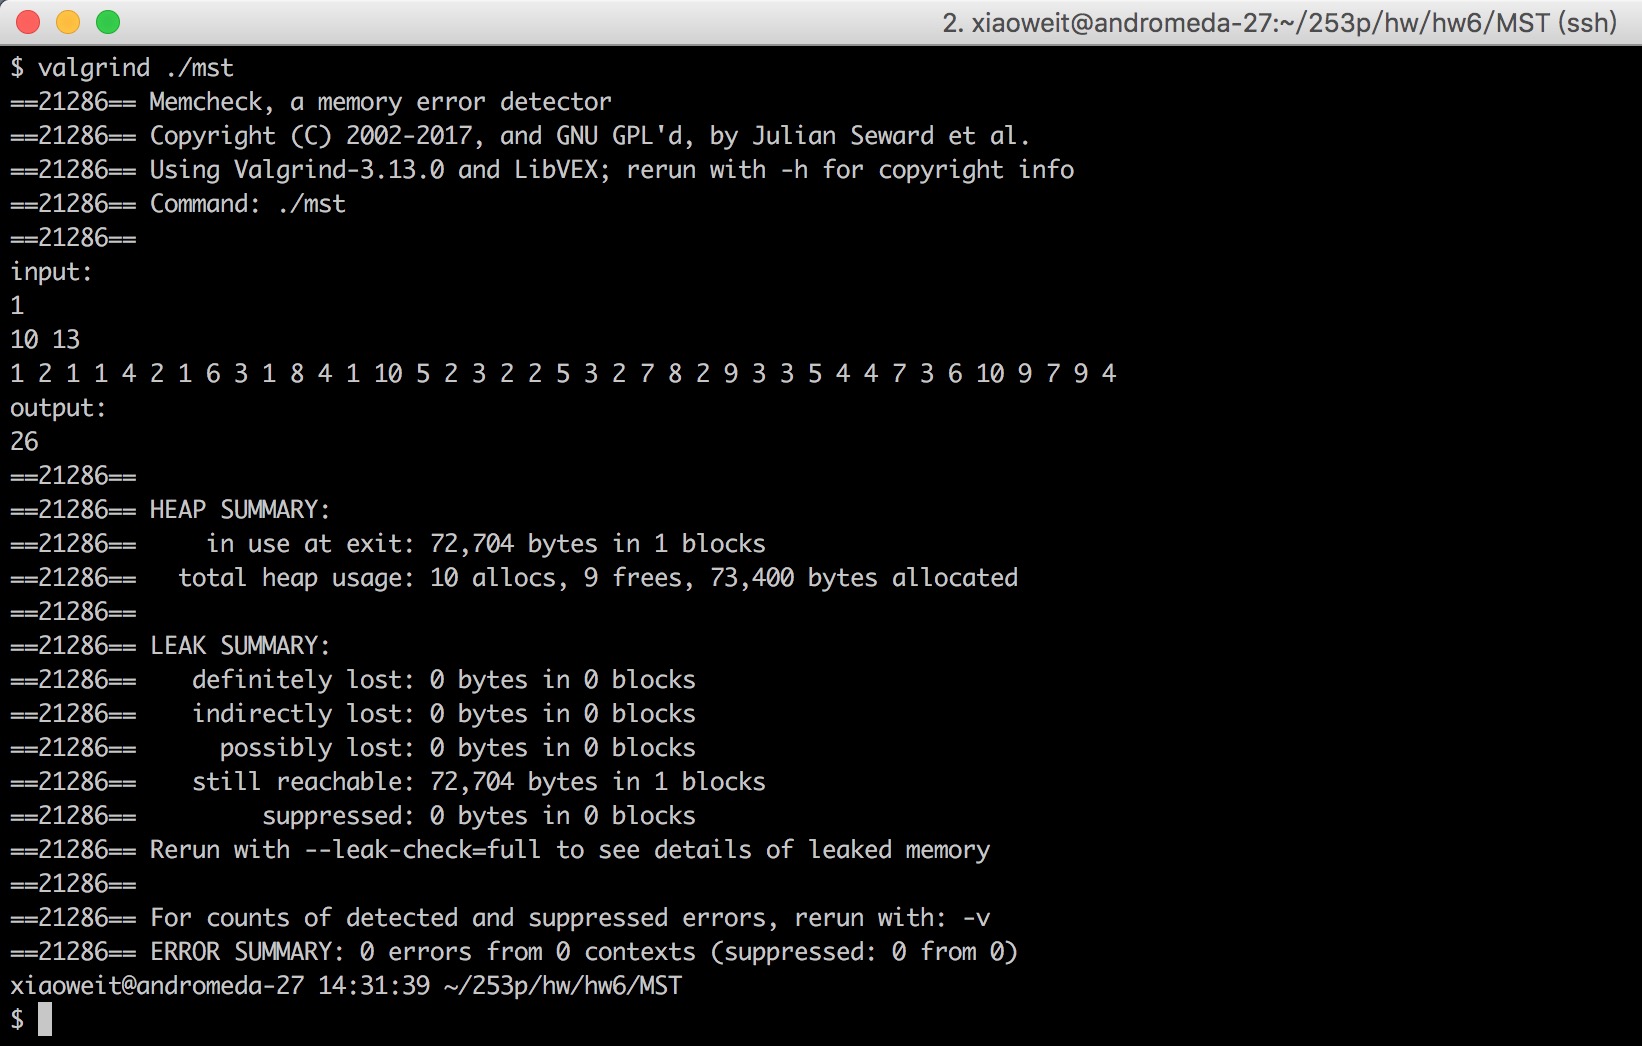 2. xiaoweit@andromeda-27:~/253p/hw/hw6/MST (ssh)
$ valgrind ./mst
==21286== Memcheck, a memory error detector
==21286== Copyright (C) 2002-2017, and GNU GPL'd, by Julian Seward et al.
==21286== Using Valgrind-3.13.0 and LibVEX; rerun with -h for copyright info
==21286== Command: ./mst
==21286==
input:
1
10 13
1 2 1 1 4 2 1 6 3 1 8 4 1 10 5 2 3 2 2 5 3 2 7 8 2 9 3 3 5 4 4 7 3 6 10 9 7 9 4
output:
26
==21286==
==21286== HEAP SUMMARY:
==21286==     in use at exit: 72,704 bytes in 1 blocks
==21286==   total heap usage: 10 allocs, 9 frees, 73,400 bytes allocated
==21286==
==21286== LEAK SUMMARY:
==21286==    definitely lost: 0 bytes in 0 blocks
==21286==    indirectly lost: 0 bytes in 0 blocks
==21286==      possibly lost: 0 bytes in 0 blocks
==21286==    still reachable: 72,704 bytes in 1 blocks
==21286==         suppressed: 0 bytes in 0 blocks
==21286== Rerun with --leak-check=full to see details of leaked memory
==21286==
==21286== For counts of detected and suppressed errors, rerun with: -v
==21286== ERROR SUMMARY: 0 errors from 0 contexts (suppressed: 0 from 0)
xiaoweit@andromeda-27 14:31:39 ~/253p/hw/hw6/MST
$